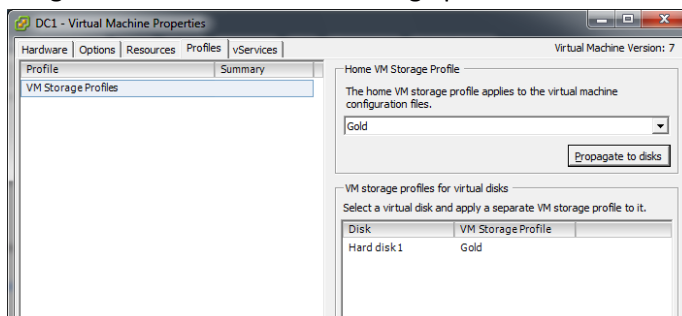 DC1 - Virtual Machine Properties
Hardware Options Resources Profiles vServices
Virtual Machine Version: 7
Profile Summary
VM Storage Profiles
Home VM Storage Profile
The home VM storage profile applies to the virtual machine
configuration files.
Gold
Propagate to disks
VM storage profiles for virtual disks
Select a virtual disk and apply a separate VM storage profile to it.
Disk VM Storage Profile
Hard disk 1 Gold